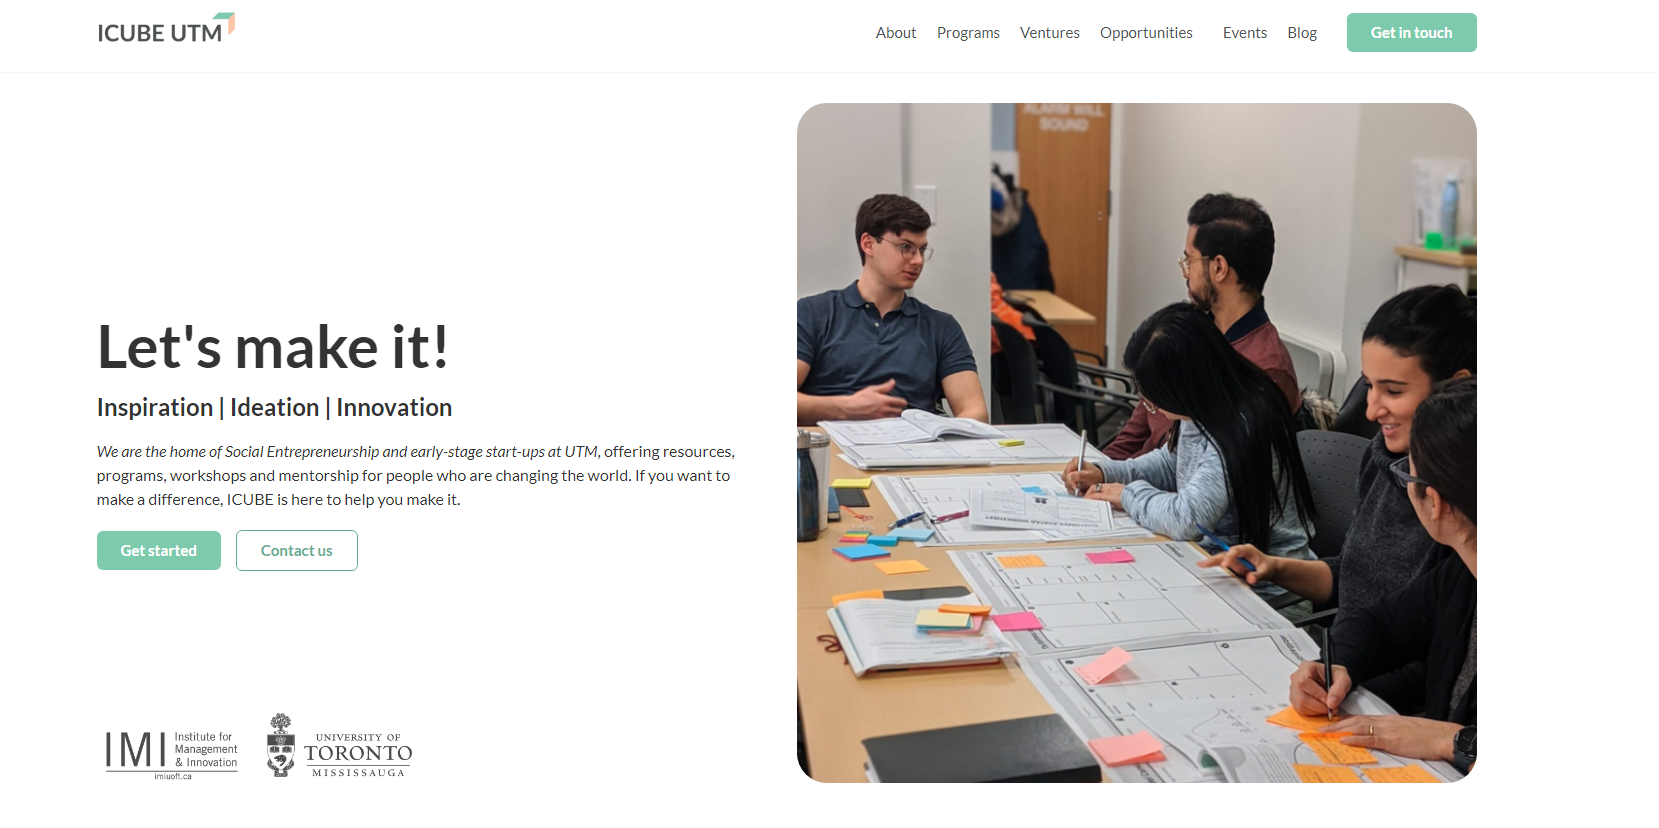 ICUBE UTM
About Programs Ventures Opportunities Events Blog Get in touch
ALARM WILL
SOUND
Let's make it!
Inspiration | Ideation | Innovation
We are the home of Social Entrepreneurship and early-stage start-ups at UTM, offering resources,
programs, workshops and mentorship for people who are changing the world. If you want to
make a difference, ICUBE is here to help you make it.
Get started Contact us
IMI
Institute for
Management
& Innovation
imiuoft.ca
UNIVERSITY OF
TORONTO
MISSISSAUGA